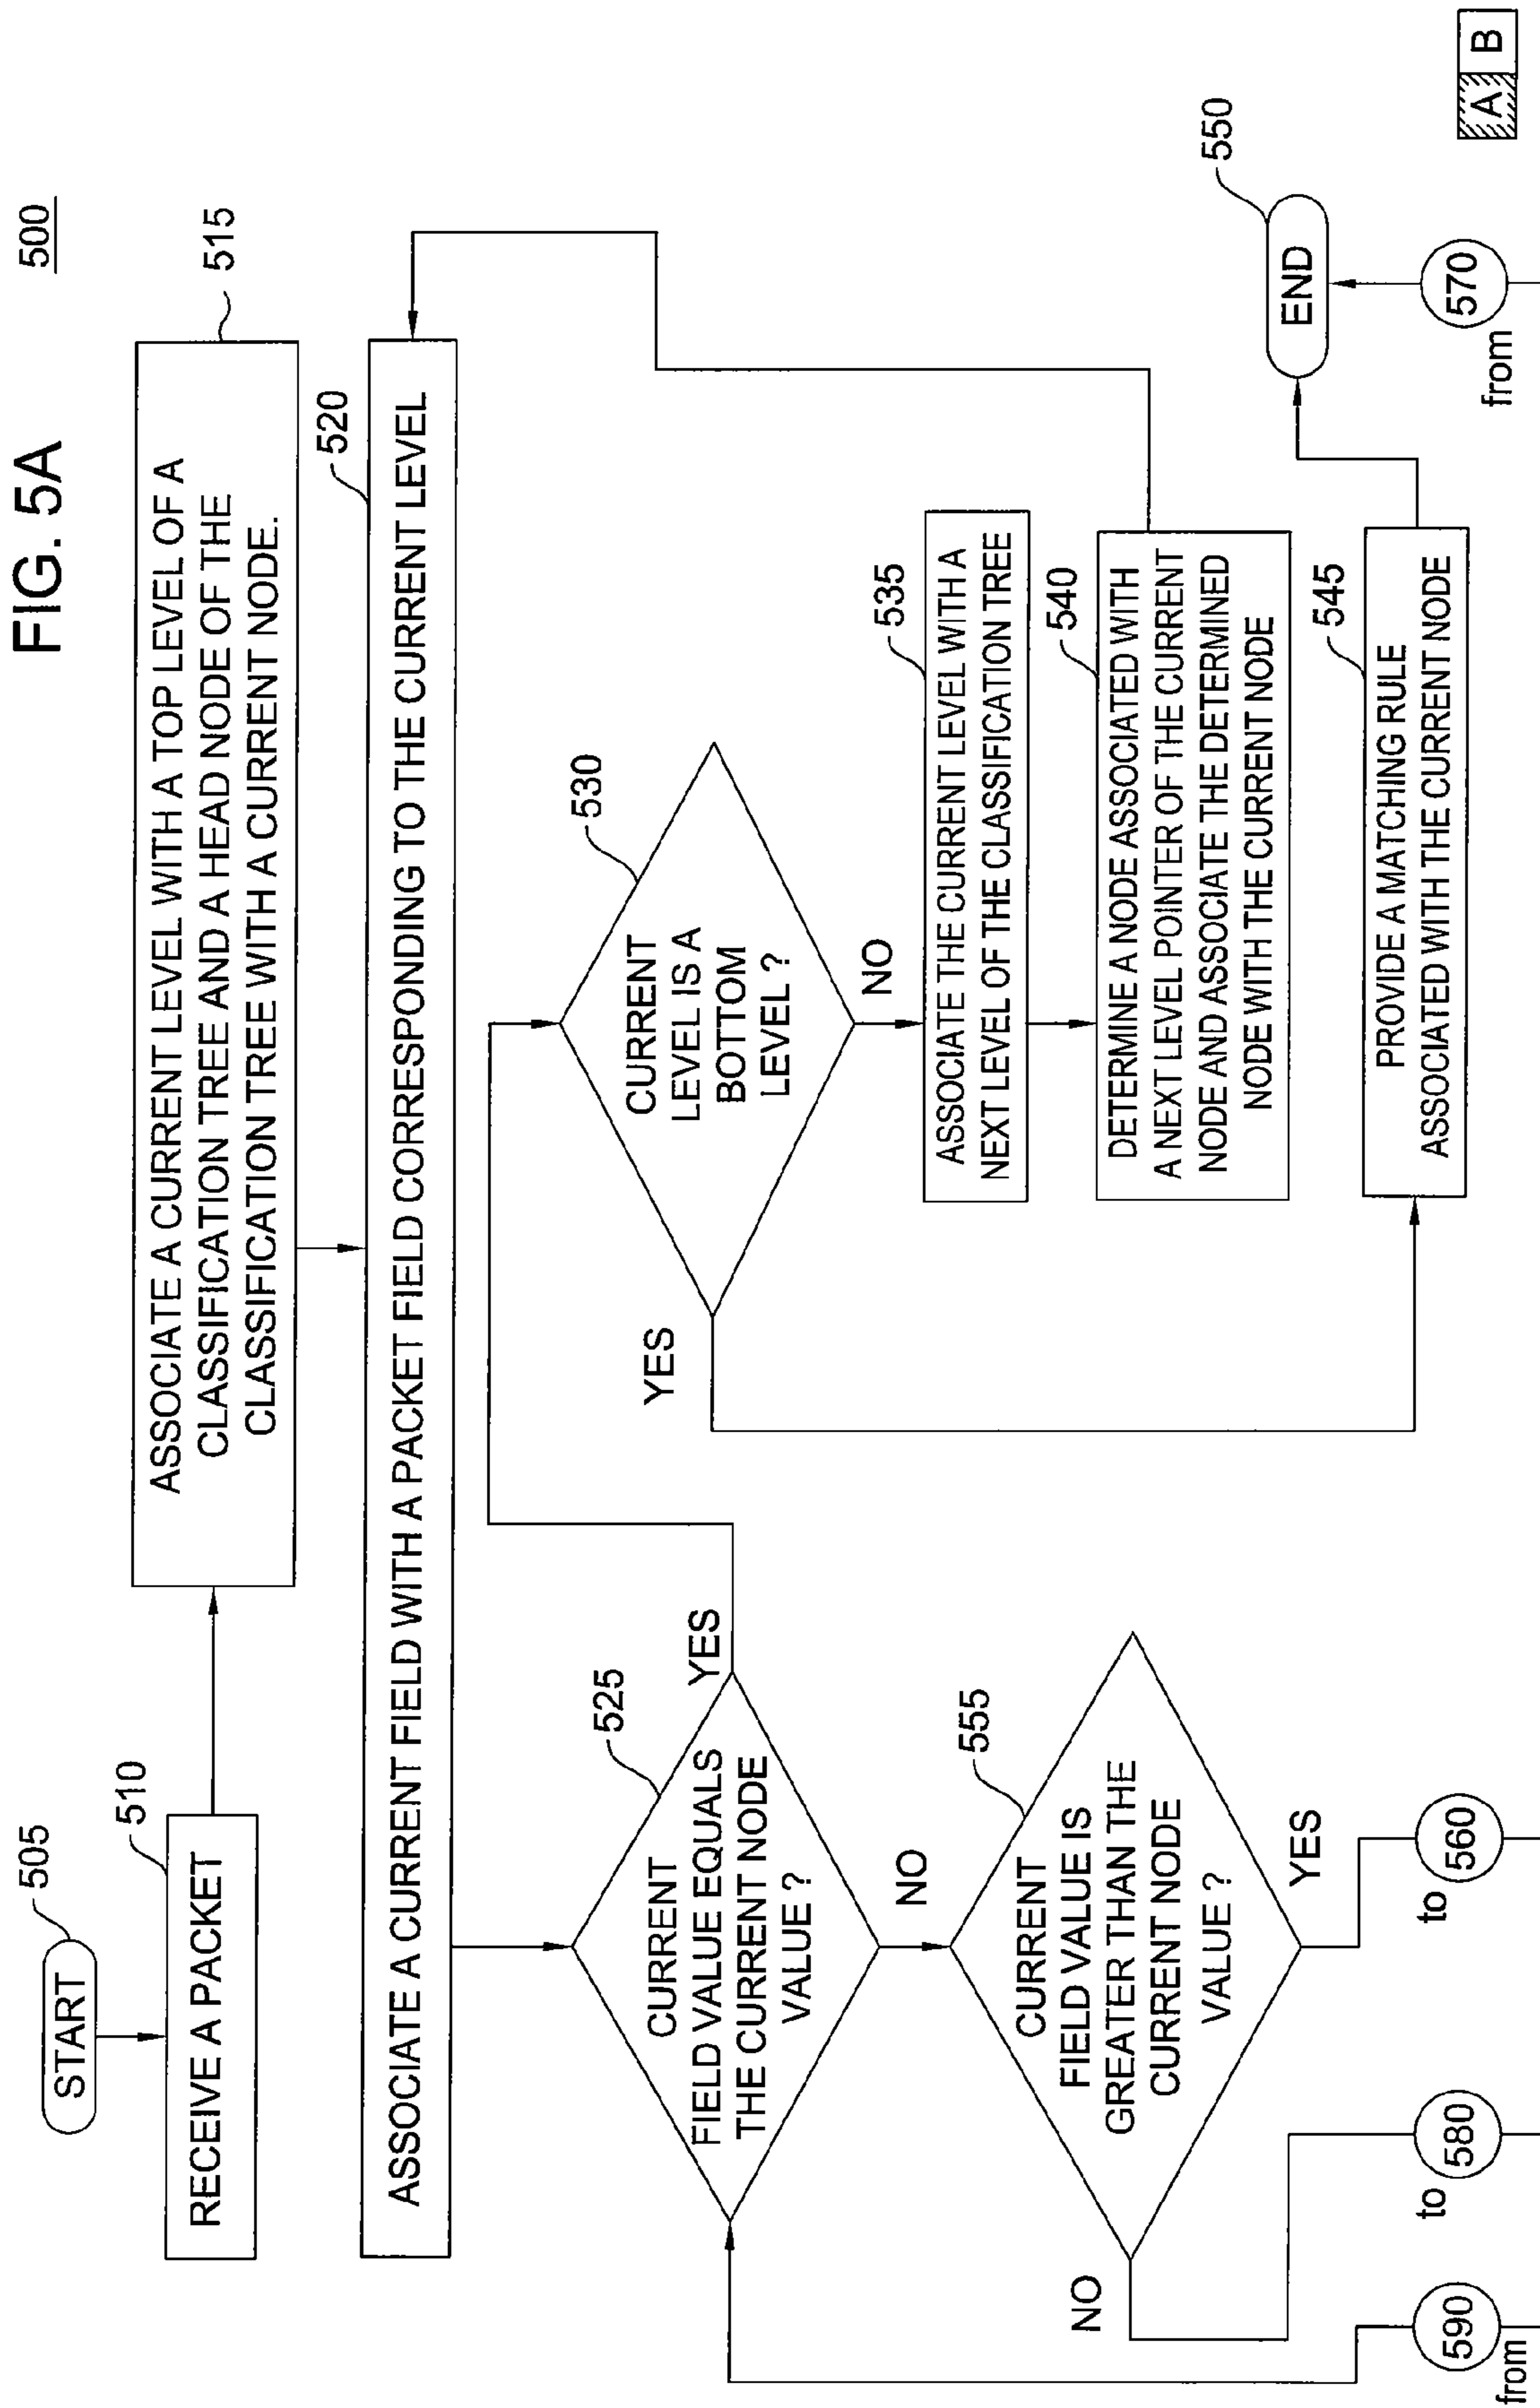 FIG. 5A
500
START
505
RECEIVE A PACKET
510
ASSOCIATE A CURRENT LEVEL WITH A TOP LEVEL OF A
CLASSIFICATION TREE AND A HEAD NODE OF THE
CLASSIFICATION TREE WITH A CURRENT NODE.
515
ASSOCIATE A CURRENT FIELD WITH A PACKET FIELD CORRESPONDING TO THE CURRENT LEVEL
520
CURRENT
FIELD VALUE EQUALS
THE CURRENT NODE
VALUE ?
525
YES
NO
CURRENT
LEVEL IS A
BOTTOM
LEVEL ?
530
YES
NO
ASSOCIATE THE CURRENT LEVEL WITH A
NEXT LEVEL OF THE CLASSIFICATION TREE
535
DETERMINE A NODE ASSOCIATED WITH
A NEXT LEVEL POINTER OF THE CURRENT
NODE AND ASSOCIATE THE DETERMINED
NODE WITH THE CURRENT NODE
540
PROVIDE A MATCHING RULE
ASSOCIATED WITH THE CURRENT NODE
545
END
550
CURRENT
FIELD VALUE IS
GREATER THAN THE
CURRENT NODE
VALUE ?
555
NO
YES
from 590
to 580
to 560
from 570
A B